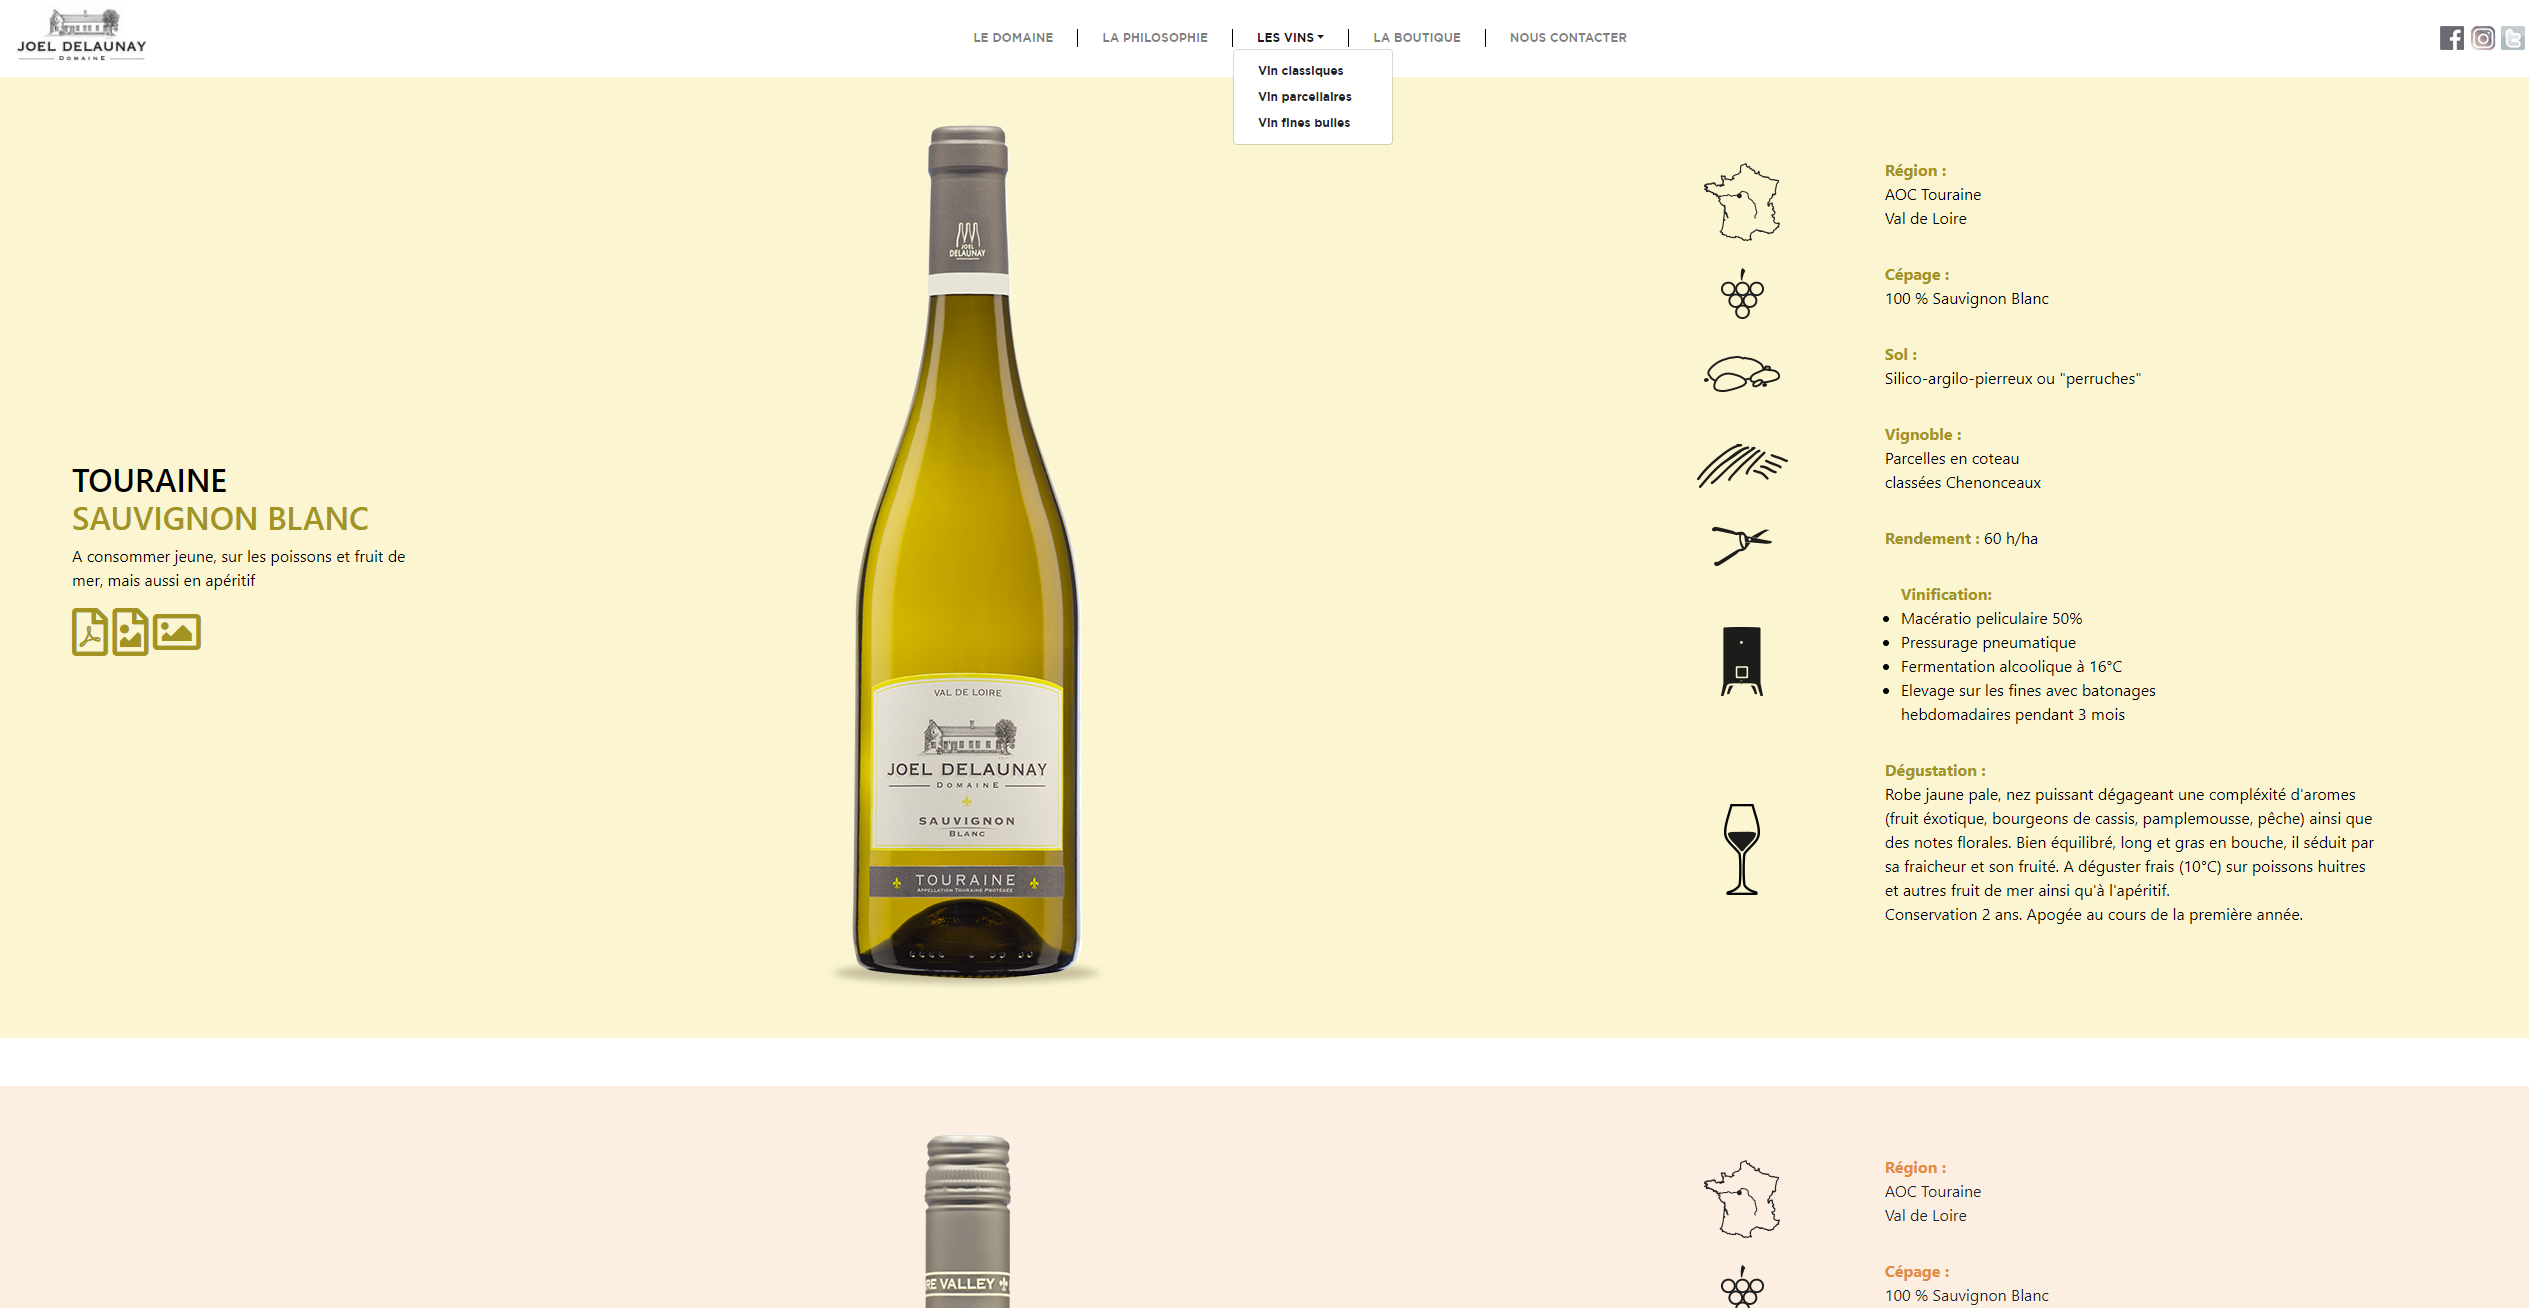 JOEL DELAUNAY
DOMAINE
LE DOMAINE
LA PHILOSOPHIE
LES VINS
LA BOUTIQUE
NOUS CONTACTER
Vin classiques
Vin parcellaires
Vin fines bulles
TOURAINE
SAUVIGNON BLANC
A consommer jeune, sur les poissons et fruit de
mer, mais aussi en apéritif
JOEL
DELAUNAY
VAL DE LOIRE
JOEL DELAUNAY
DOMAINE
SAUVIGNON
BLANC
TOURAINE
APPELLATION TOURAINE PROTÉGÉE
Région :
AOC Touraine
Val de Loire
Cépage :
100 % Sauvignon Blanc
Sol :
Silico-argilo-pierreux ou "perruches"
Vignoble :
Parcelles en coteau
classées Chenonceaux
Rendement : 60 h/ha
Vinification:
Macératio peliculaire 50%
Pressurage pneumatique
Fermentation alcoolique à 16°C
Elevage sur les fines avec batonages
hebdomadaires pendant 3 mois
Dégustation :
Robe jaune pale, nez puissant dégageant une compléxité d'aromes
(fruit éxotique, bourgeons de cassis, pamplemousse, pêche) ainsi que
des notes florales. Bien équilibré, long et gras en bouche, il séduit par
sa fraicheur et son fruité. A déguster frais (10°C) sur poissons huitres
et autres fruit de mer ainsi qu'à l'apéritif.
Conservation 2 ans. Apogée au cours de la première année.
RE VALLEY
Région :
AOC Touraine
Val de Loire
Cépage :
100 % Sauvignon Blanc